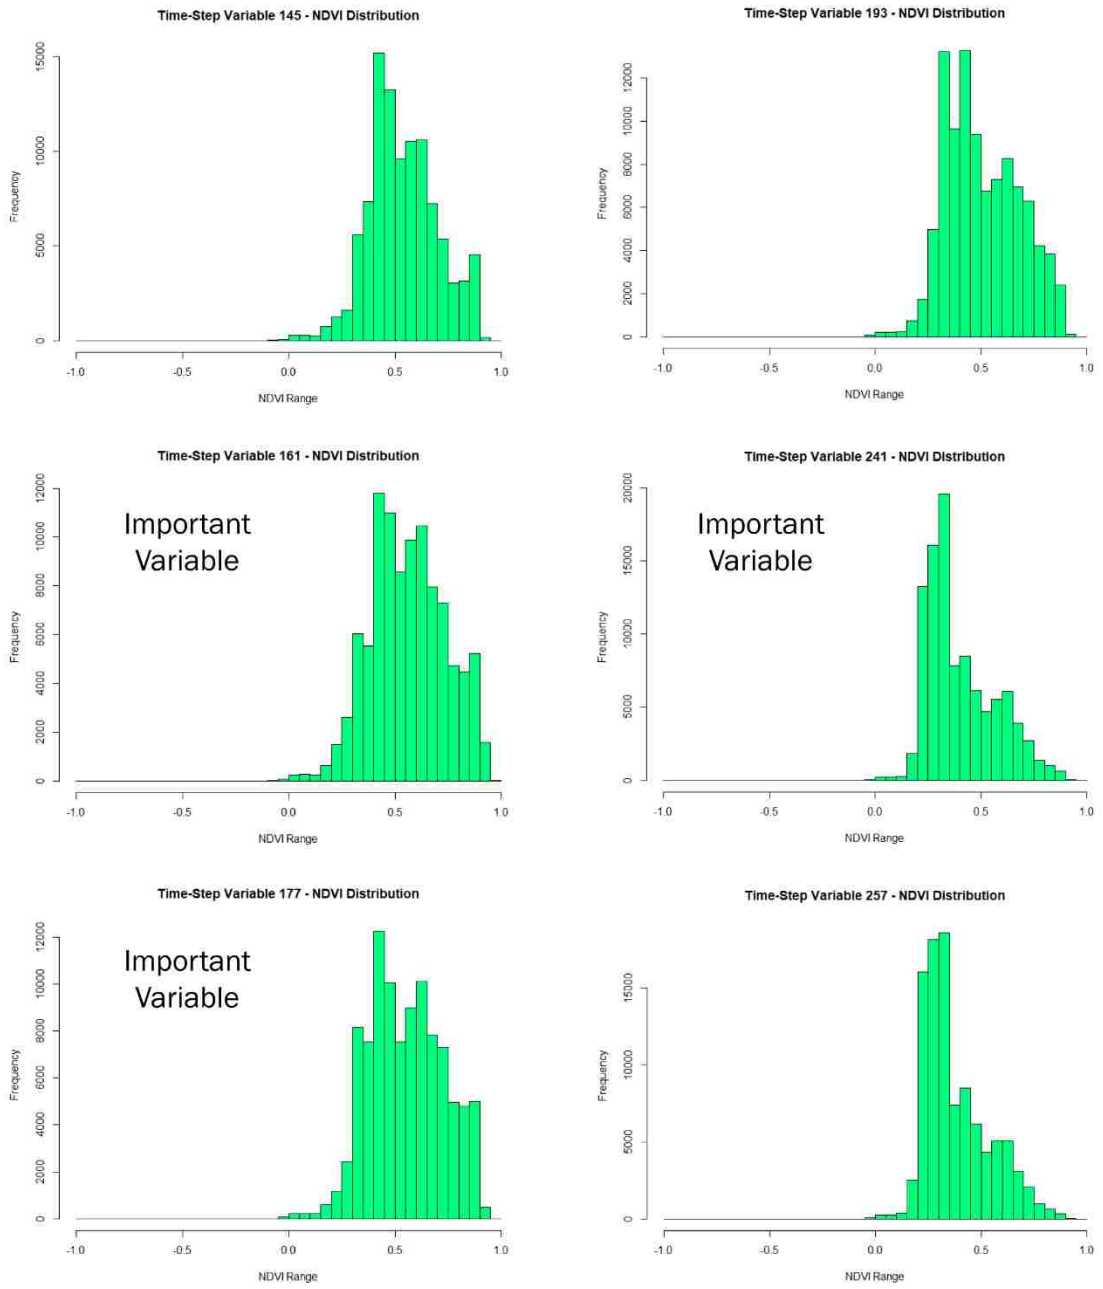 Time-Step Variable 145 - NDVI Distribution
15000
10000
5000
0
Frequency
-1.0 -0.5 0.0 0.5 1.0
NDVI Range
Time-Step Variable 193 - NDVI Distribution
12000
10000
8000
6000
4000
2000
0
Frequency
-1.0 -0.5 0.0 0.5 1.0
NDVI Range
Time-Step Variable 161 - NDVI Distribution
Important
Variable
12000
10000
8000
6000
4000
2000
0
Frequency
-1.0 -0.5 0.0 0.5 1.0
NDVI Range
Time-Step Variable 241 - NDVI Distribution
Important
Variable
20000
15000
10000
5000
0
Frequency
-1.0 -0.5 0.0 0.5 1.0
NDVI Range
Time-Step Variable 177 - NDVI Distribution
Important
Variable
12000
10000
8000
6000
4000
2000
0
Frequency
-1.0 -0.5 0.0 0.5 1.0
NDVI Range
Time-Step Variable 257 - NDVI Distribution
15000
10000
5000
0
Frequency
-1.0 -0.5 0.0 0.5 1.0
NDVI Range